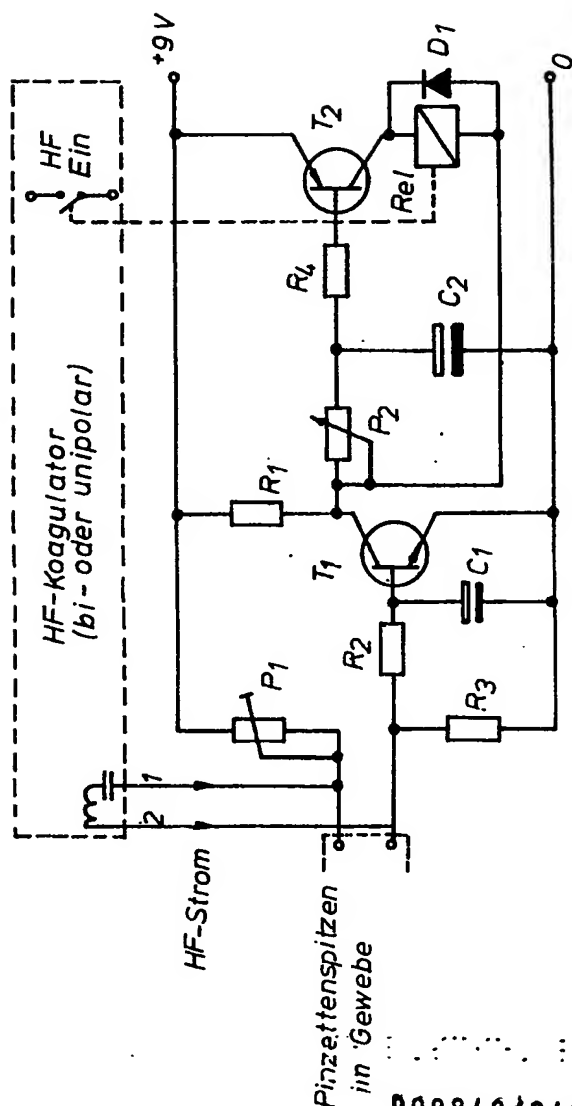 HF-Koagulator
(bi- oder unipolar)
HF
Ein
+9V
HF-Strom
1
2
P1
R1
T2
D1
Rel
R4
P2
C2
T1
R2
C1
R3
0
Pinzettenspitzen
im Gewebe